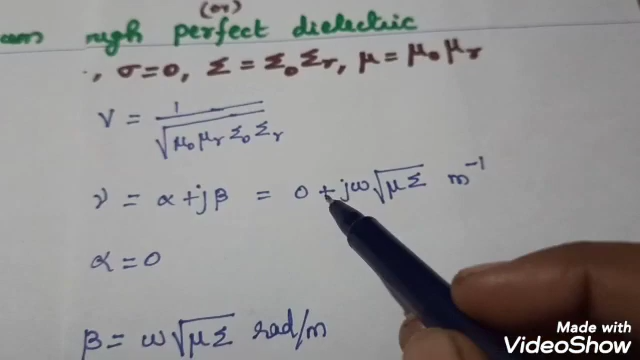 (or)
rugh perfect dielectric
∴, σ=0, Σ = Σ₀Σᵣ, μ = μ₀μᵣ
V = 1/√(μ₀μᵣΣ₀Σᵣ)
γ = α+jβ = 0+jω√(μΣ) m⁻¹
α = 0
β = ω√(μΣ) rad/m
Made with
VideoShow